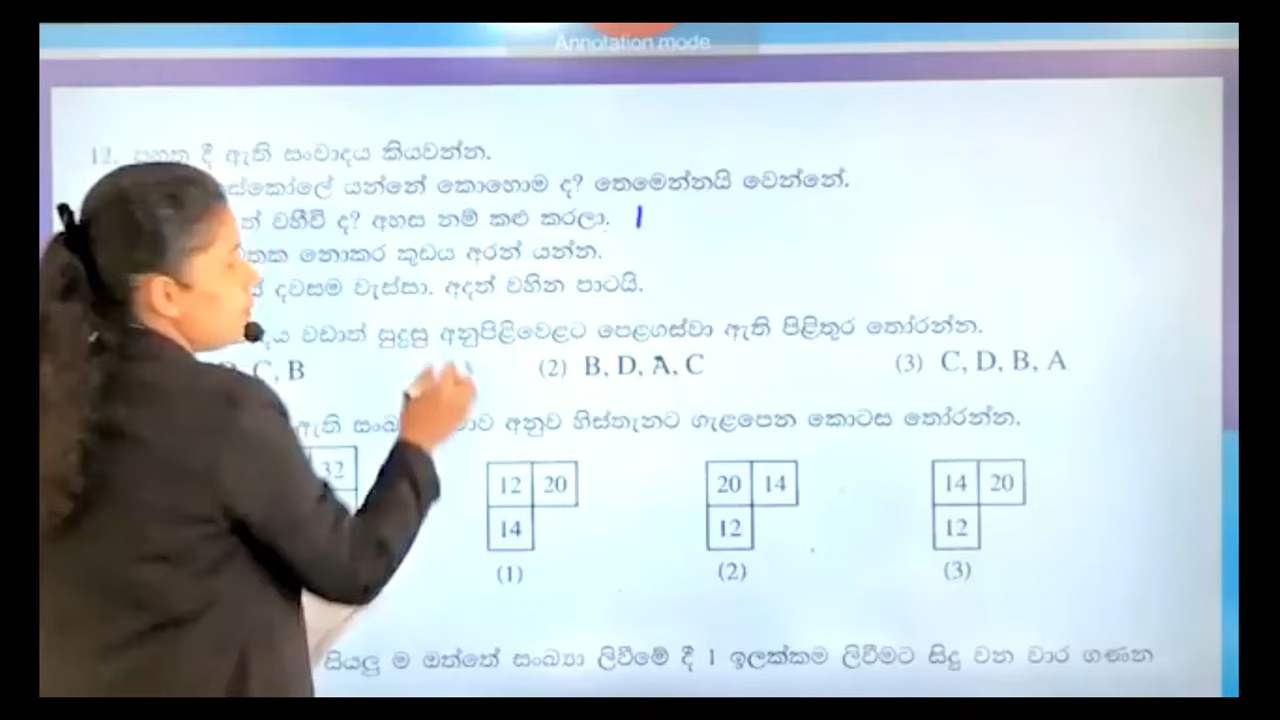 Annotation mode
12. පහත දී ඇති සංවාදය කියවන්න.
ස්කෝලේ යන්නේ කොහොම ද? තෙමෙන්නයි වෙන්නේ.
ත් වහීවි ද? අහස නම් කළු කරලා. 1
තක නොකර කුඩය අරන් යන්න.
දවසම වැස්සා. අදත් වහින පාටයි.
දය වඩාත් සුදුසු අනුපිළිවෙළට පෙළගස්වා ඇති පිළිතුර තෝරන්න.
C, B (2) B, D, A, C (3) C, D, B, A
ඇති අනුව හිස්තැනට ගැළපෙන කොටස තෝරන්න.
32 12 20 20 14 14 20
14 12 12
(1) (2) (3)
සියලු ම ඔත්තේ සංඛ්‍යා ලිවීමේ දී 1 ඉලක්කම ලිවීමට සිදු වන වාර ගණන